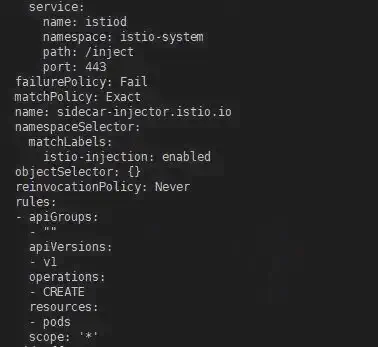 service:
name: istiod
namespace: istio-system
path: /inject
port: 443
failurePolicy: Fail
matchPolicy: Exact
name: sidecar-injector.istio.io
namespaceSelector:
matchLabels:
istio-injection: enabled
objectSelector: {}
reinvocationPolicy: Never
rules:
- apiGroups:
- ""
apiVersions:
- v1
operations:
- CREATE
resources:
- pods
scope: '*'